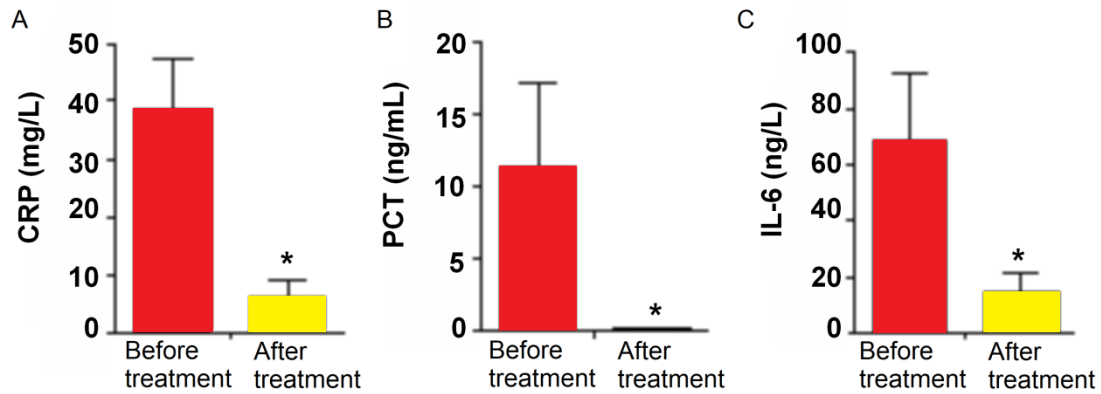 A
CRP (mg/L)
50
40
30
20
10
0
*
Before
treatment
After
treatment
B
PCT (ng/mL)
20
15
10
5
0
*
Before
treatment
After
treatment
C
IL-6 (ng/L)
100
80
60
40
20
0
*
Before
treatment
After
treatment